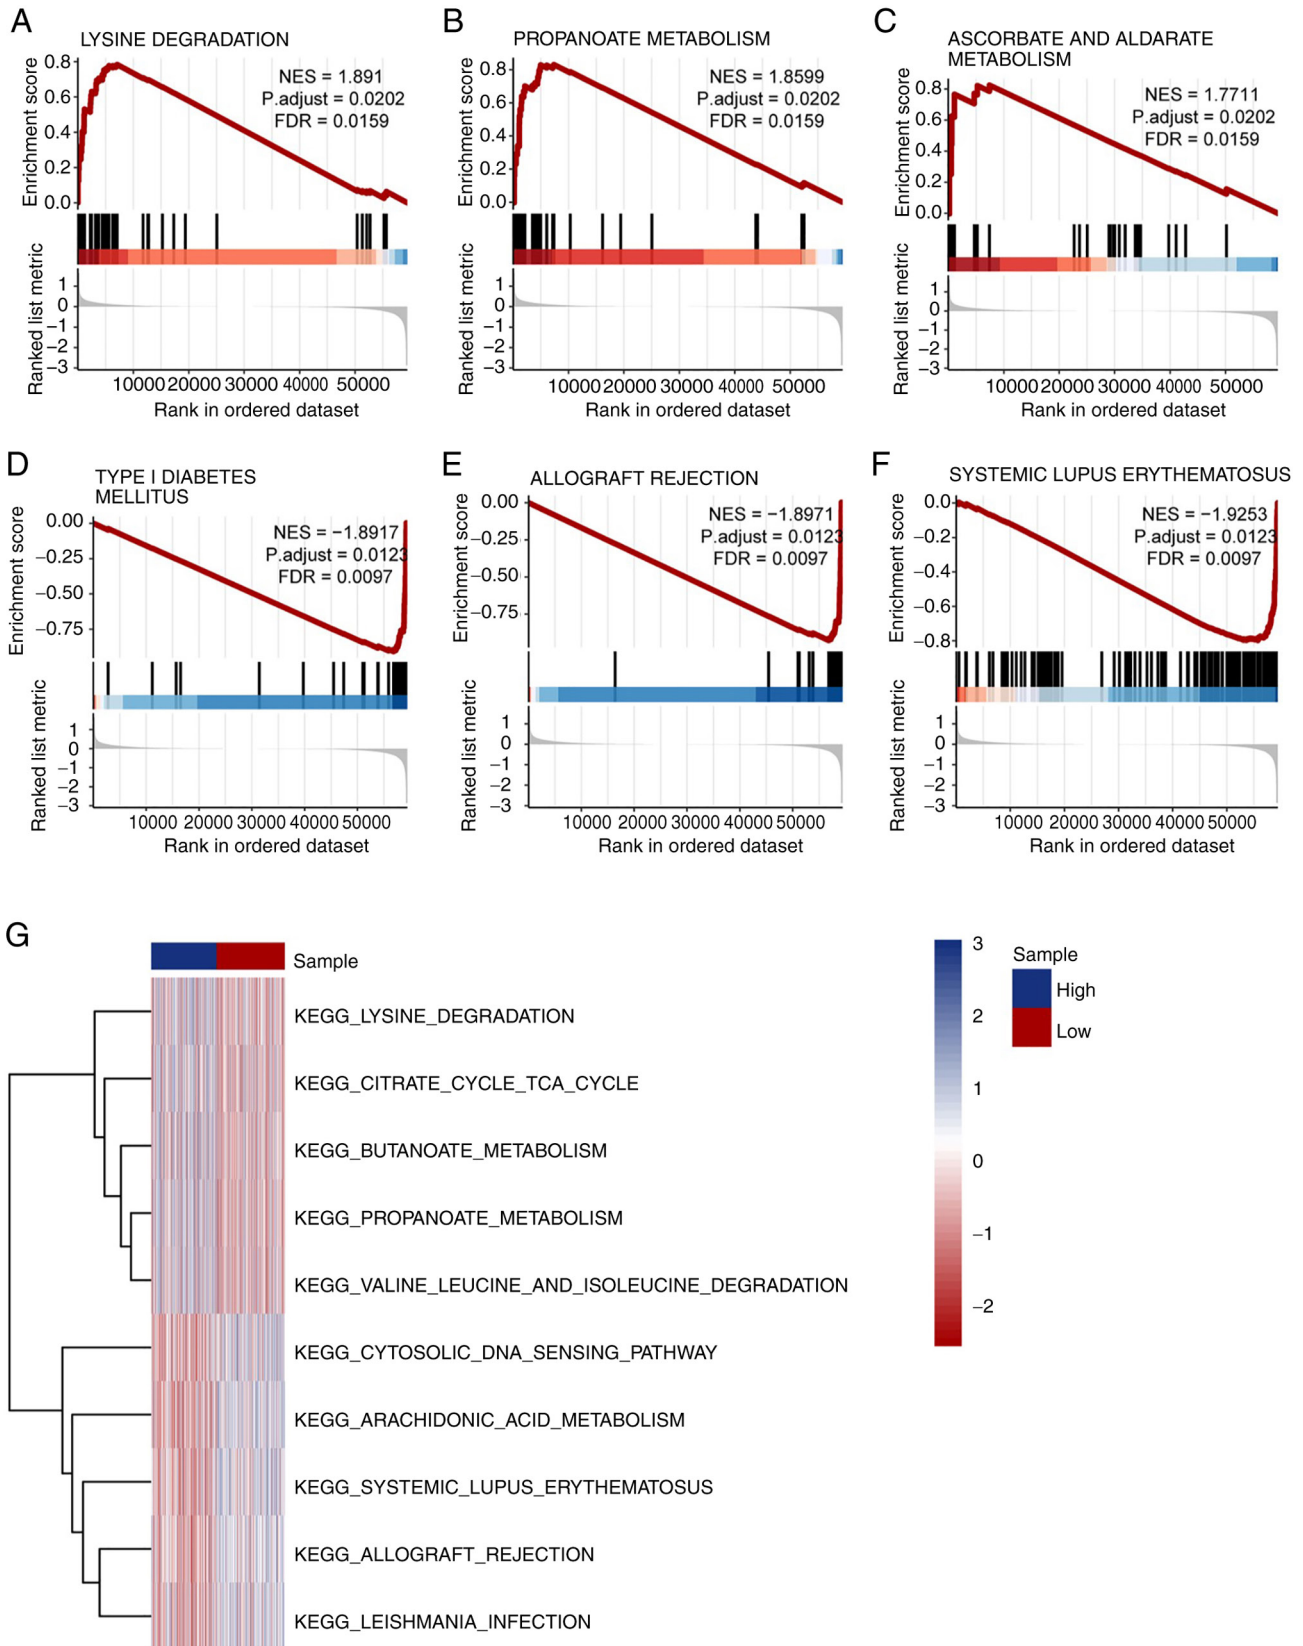 A
LYSINE DEGRADATION
NES = 1.891
P.adjust = 0.0202
FDR = 0.0159
Enrichment score
0.8
0.6
0.4
0.2
0.0
Ranked list metric
1
0
−1
−2
−3
10000 20000 30000 40000 50000
Rank in ordered dataset
B
PROPANOATE METABOLISM
NES = 1.8599
P.adjust = 0.0202
FDR = 0.0159
Enrichment score
0.8
0.6
0.4
0.2
0.0
Ranked list metric
1
0
−1
−2
−3
10000 20000 30000 40000 50000
Rank in ordered dataset
C
ASCORBATE AND ALDARATE
METABOLISM
NES = 1.7711
P.adjust = 0.0202
FDR = 0.0159
Enrichment score
0.8
0.6
0.4
0.2
0.0
Ranked list metric
1
0
−1
−2
−3
10000 20000 30000 40000 50000
Rank in ordered dataset
D
TYPE I DIABETES
MELLITUS
NES = −1.8917
P.adjust = 0.0123
FDR = 0.0097
Enrichment score
0.00
−0.25
−0.50
−0.75
Ranked list metric
1
0
−1
−2
−3
10000 20000 30000 40000 50000
Rank in ordered dataset
E
ALLOGRAFT REJECTION
NES = −1.8971
P.adjust = 0.0123
FDR = 0.0097
Enrichment score
0.00
−0.25
−0.50
−0.75
Ranked list metric
1
0
−1
−2
−3
10000 20000 30000 40000 50000
Rank in ordered dataset
F
SYSTEMIC LUPUS ERYTHEMATOSUS
NES = −1.9253
P.adjust = 0.0123
FDR = 0.0097
Enrichment score
0.0
−0.2
−0.4
−0.6
−0.8
Ranked list metric
1
0
−1
−2
−3
10000 20000 30000 40000 50000
Rank in ordered dataset
G
Sample
KEGG_LYSINE_DEGRADATION
KEGG_CITRATE_CYCLE_TCA_CYCLE
KEGG_BUTANOATE_METABOLISM
KEGG_PROPANOATE_METABOLISM
KEGG_VALINE_LEUCINE_AND_ISOLEUCINE_DEGRADATION
KEGG_CYTOSOLIC_DNA_SENSING_PATHWAY
KEGG_ARACHIDONIC_ACID_METABOLISM
KEGG_SYSTEMIC_LUPUS_ERYTHEMATOSUS
KEGG_ALLOGRAFT_REJECTION
KEGG_LEISHMANIA_INFECTION
3
2
1
0
−1
−2
Sample
High
Low